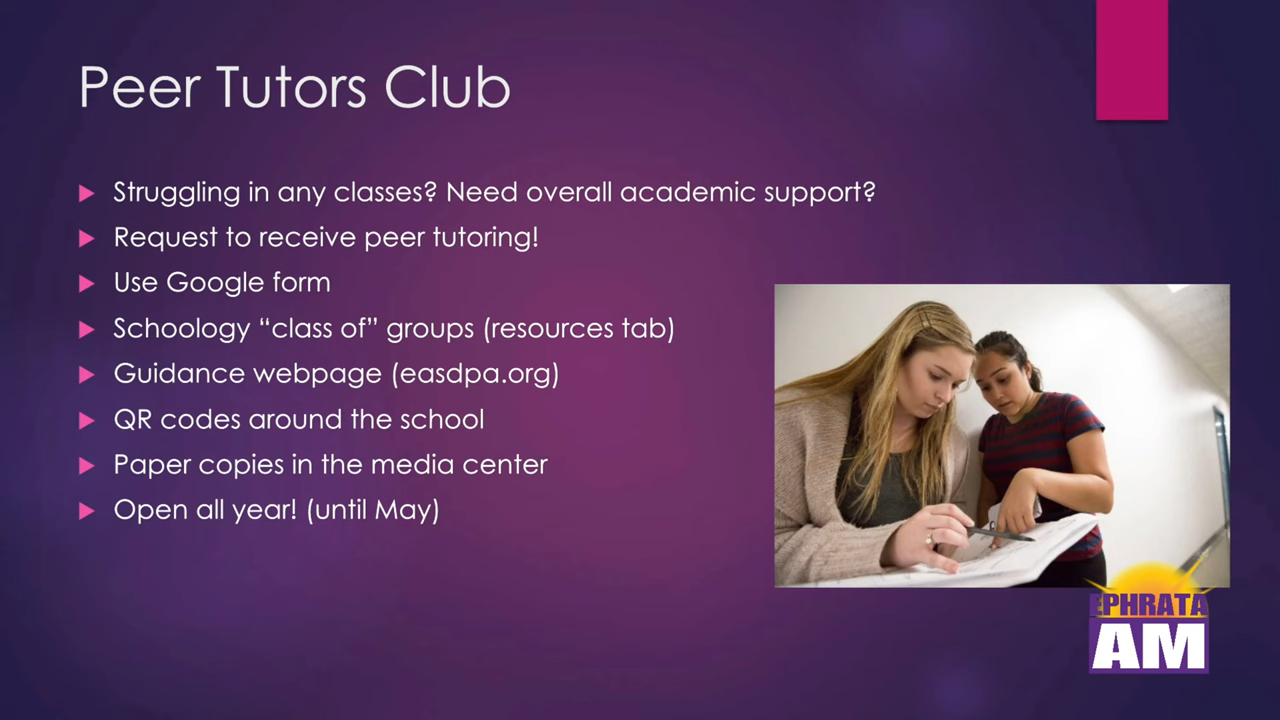 Peer Tutors Club
Struggling in any classes? Need overall academic support?
Request to receive peer tutoring!
Use Google form
Schoology “class of” groups (resources tab)
Guidance webpage (easdpa.org)
QR codes around the school
Paper copies in the media center
Open all year! (until May)
EPHRATA
AM